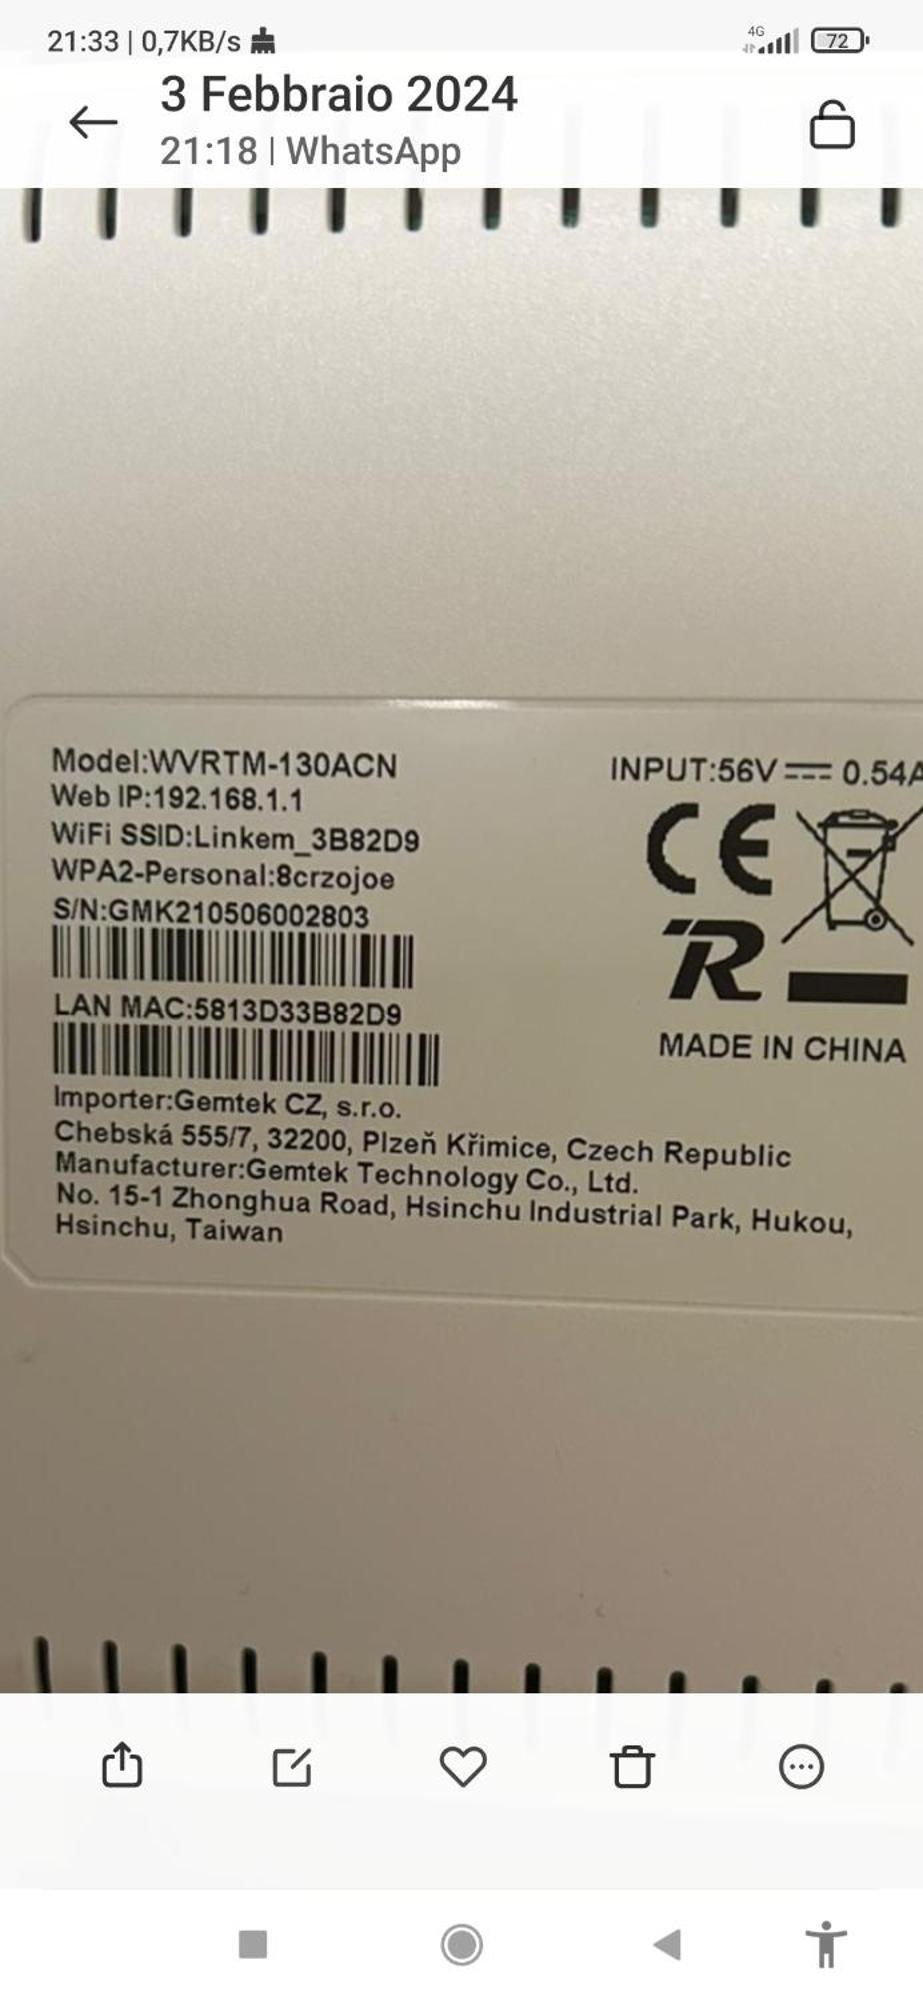 21:33 | 0,7KB/s
4G
72
3 Febbraio 2024
21:18 | WhatsApp
Model:WVRTM-130ACN
Web IP:192.168.1.1
WiFi SSID:Linkem_3B82D9
WPA2-Personal:8crzojoe
S/N:GMK210506002803
LAN MAC:5813D33B82D9
INPUT:56V⎓0.54A
CE
R
MADE IN CHINA
Importer:Gemtek CZ, s.r.o.
Chebská 555/7, 32200, Plzeň Křimice, Czech Republic
Manufacturer:Gemtek Technology Co., Ltd.
No. 15-1 Zhonghua Road, Hsinchu Industrial Park, Hukou,
Hsinchu, Taiwan